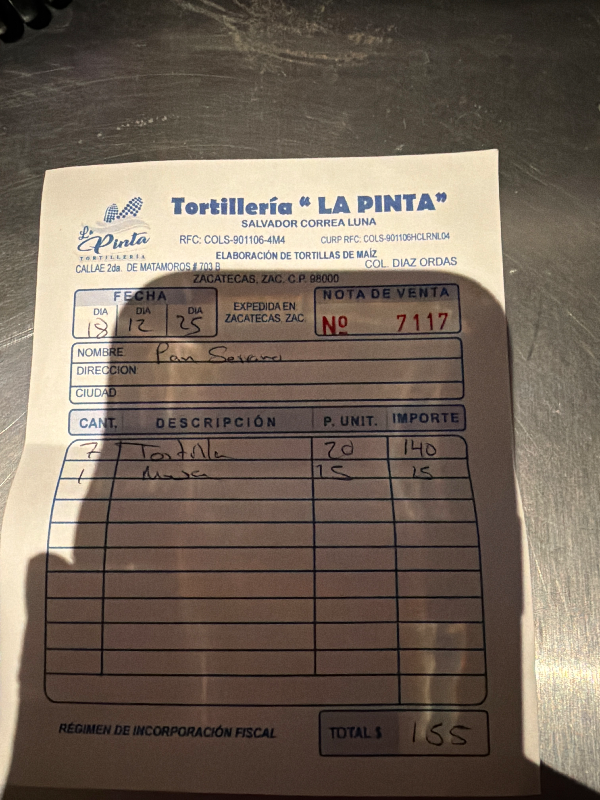 Tortillería “ LA PINTA”
SALVADOR CORREA LUNA
La Pinta
TORTILLERÍA
RFC: COLS-901106-4M4 CURP RFC: COLS-901106HCLRNL04
ELABORACIÓN DE TORTILLAS DE MAÍZ
CALLAE 2da. DE MATAMOROS # 703 B COL. DIAZ ORDAS
ZACATECAS, ZAC. C.P. 98000
FECHA
DIA DIA DIA
18 12 25
EXPEDIDA EN:
ZACATECAS, ZAC.
NOTA DE VENTA
Nº 7117
NOMBRE Pan
DIRECCION
CIUDAD
CANT. DESCRIPCIÓN P. UNIT. IMPORTE
7 Tortilla 20 140
1 Masa 15 15
RÉGIMEN DE INCORPORACIÓN FISCAL
TOTAL $ 155